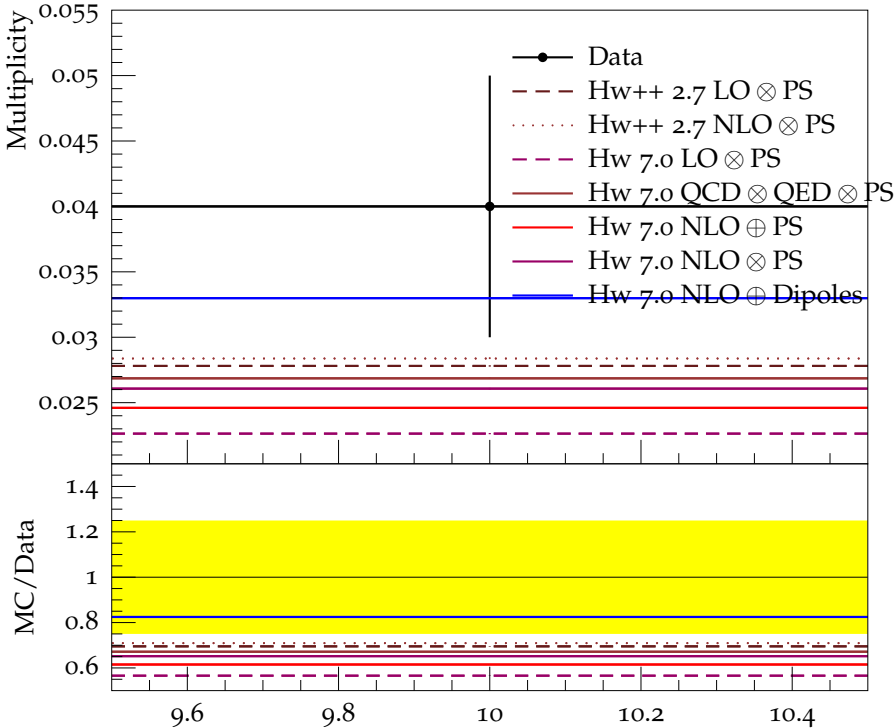 0.055
0.05
0.045
0.04
0.035
0.03
0.025
Multiplicity
Data
Hw++ 2.7 LO ⊗ PS
Hw++ 2.7 NLO ⊗ PS
Hw 7.0 LO ⊗ PS
Hw 7.0 QCD ⊗ QED ⊗ PS
Hw 7.0 NLO ⊕ PS
Hw 7.0 NLO ⊗ PS
Hw 7.0 NLO ⊕ Dipoles
1.4
1.2
1
0.8
0.6
MC/Data
9.6 9.8 10 10.2 10.4